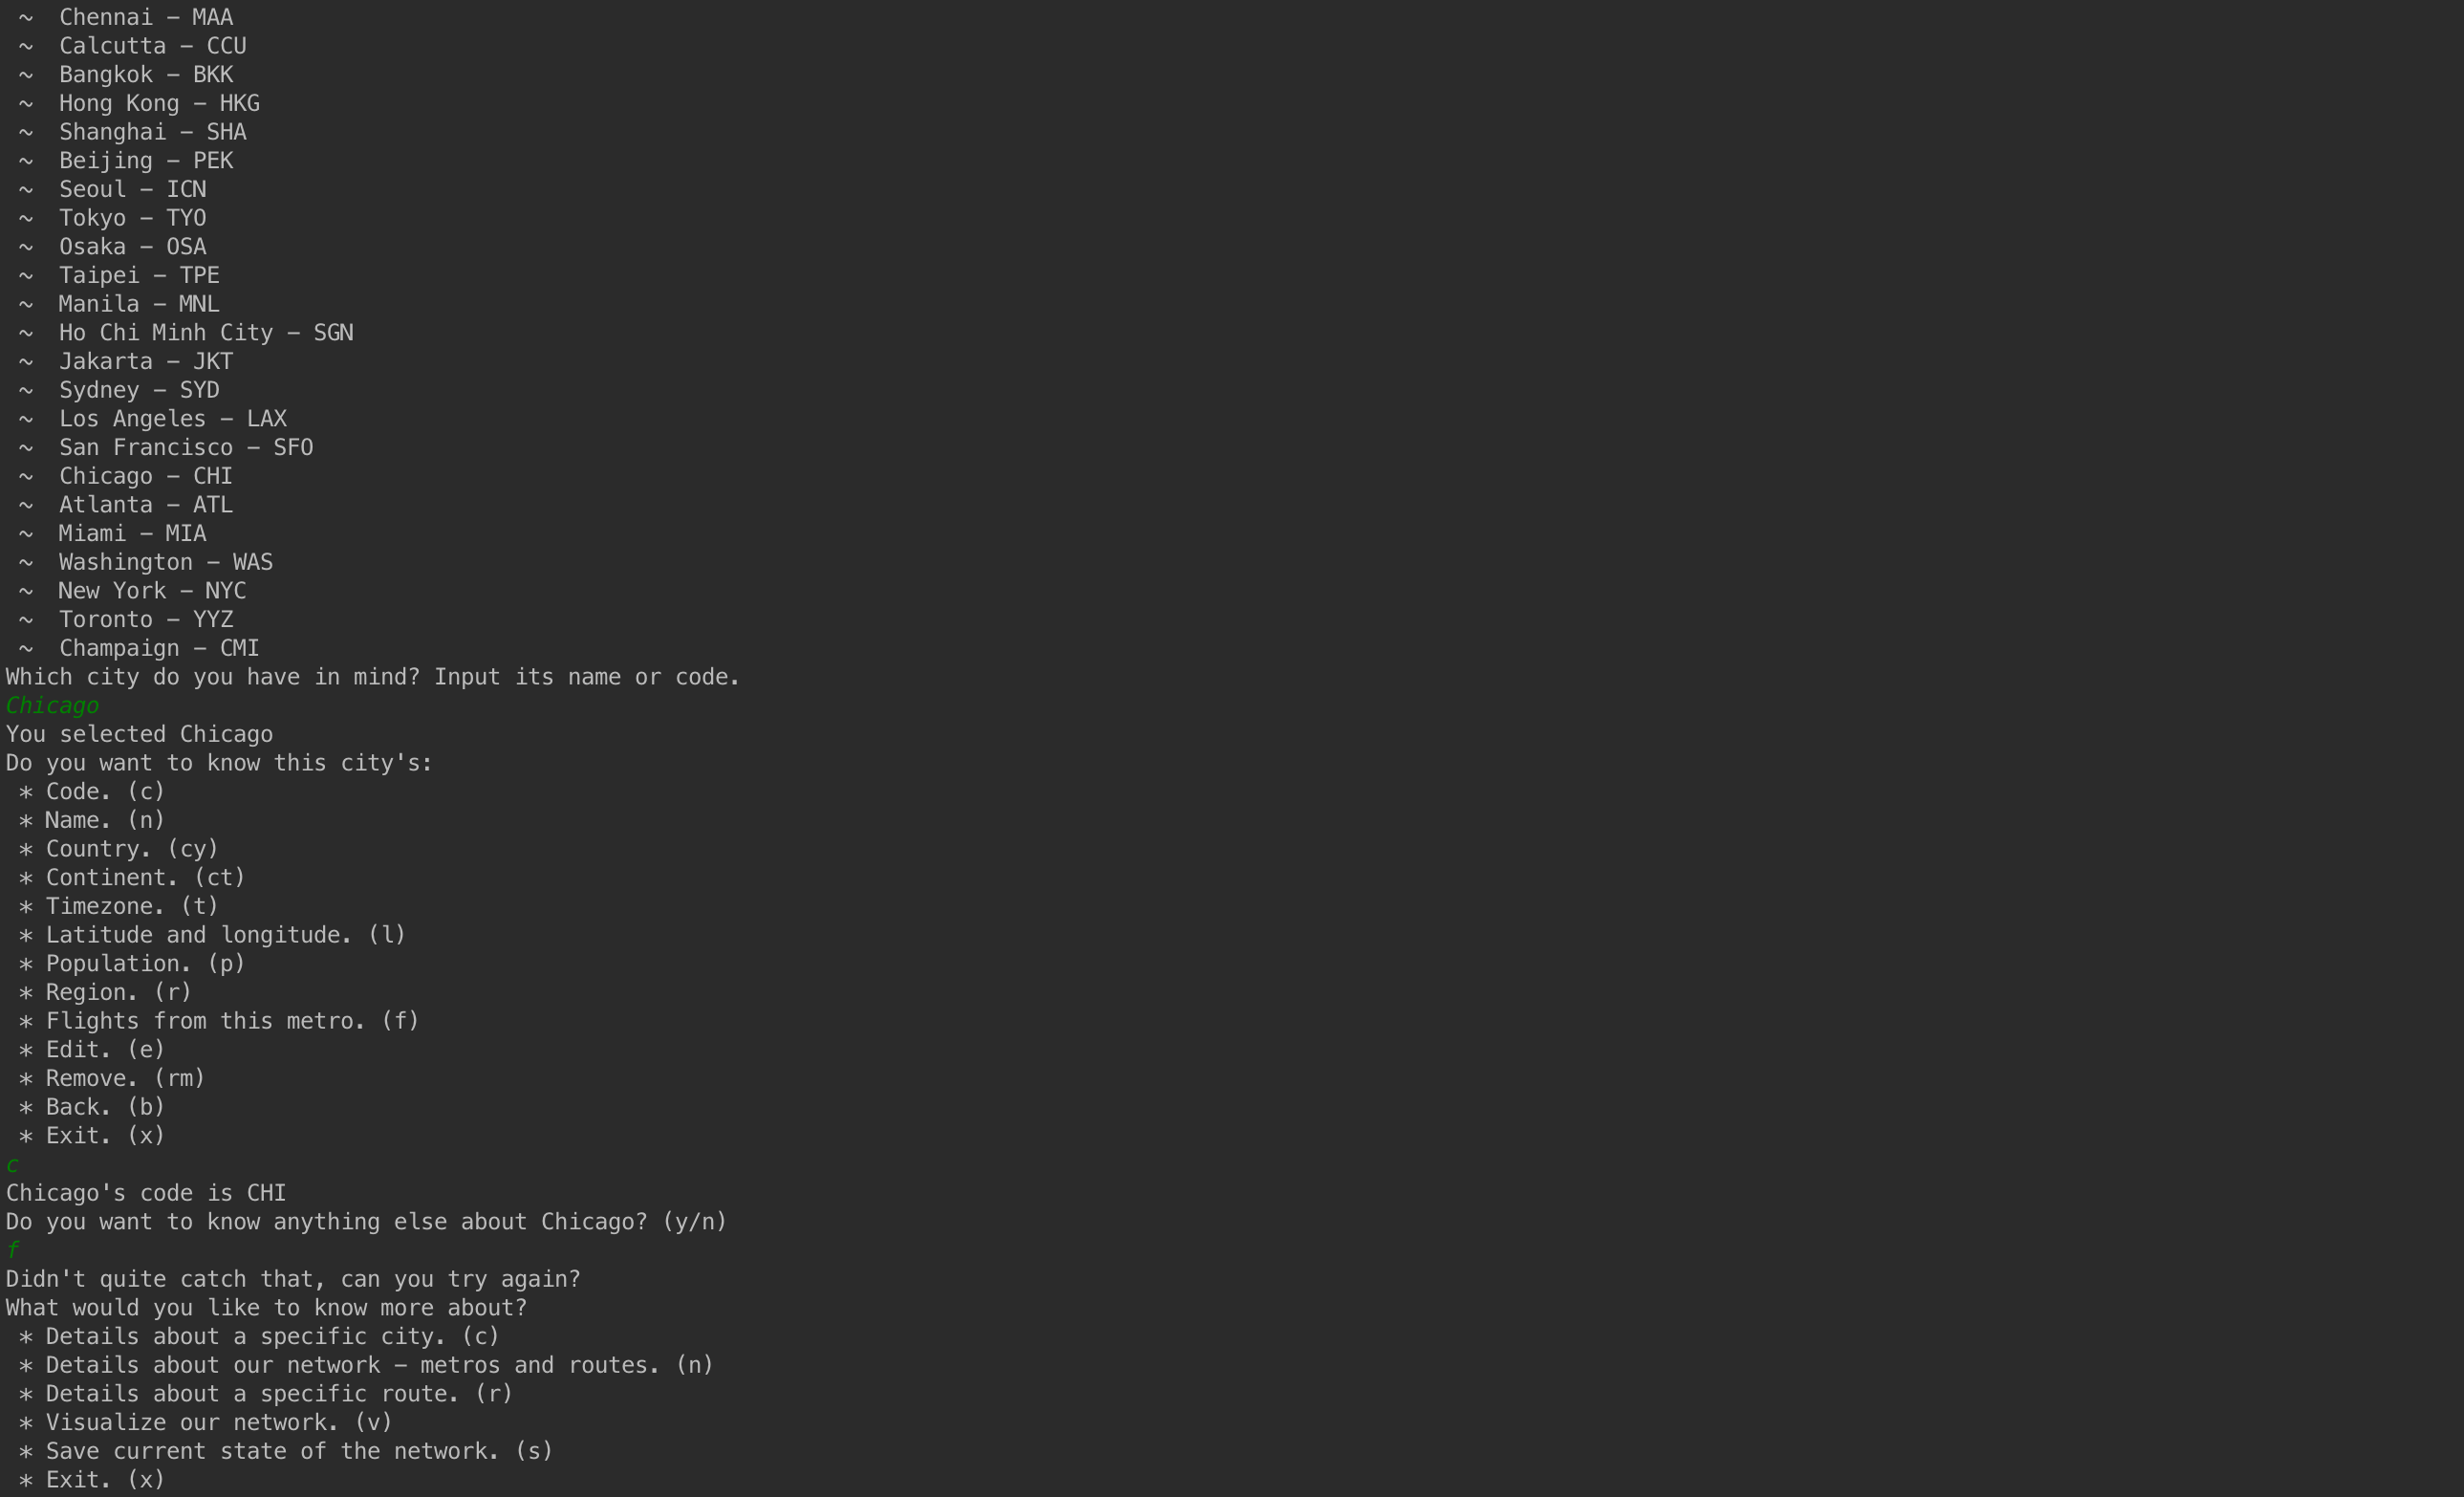 ~  Chennai – MAA
~  Calcutta – CCU
~  Bangkok – BKK
~  Hong Kong – HKG
~  Shanghai – SHA
~  Beijing – PEK
~  Seoul – ICN
~  Tokyo – TYO
~  Osaka – OSA
~  Taipei – TPE
~  Manila – MNL
~  Ho Chi Minh City – SGN
~  Jakarta – JKT
~  Sydney – SYD
~  Los Angeles – LAX
~  San Francisco – SFO
~  Chicago – CHI
~  Atlanta – ATL
~  Miami – MIA
~  Washington – WAS
~  New York – NYC
~  Toronto – YYZ
~  Champaign – CMI
Which city do you have in mind? Input its name or code.
Chicago
You selected Chicago
Do you want to know this city's:
* Code. (c)
* Name. (n)
* Country. (cy)
* Continent. (ct)
* Timezone. (t)
* Latitude and longitude. (l)
* Population. (p)
* Region. (r)
* Flights from this metro. (f)
* Edit. (e)
* Remove. (rm)
* Back. (b)
* Exit. (x)
c
Chicago's code is CHI
Do you want to know anything else about Chicago? (y/n)
f
Didn't quite catch that, can you try again?
What would you like to know more about?
* Details about a specific city. (c)
* Details about our network – metros and routes. (n)
* Details about a specific route. (r)
* Visualize our network. (v)
* Save current state of the network. (s)
* Exit. (x)